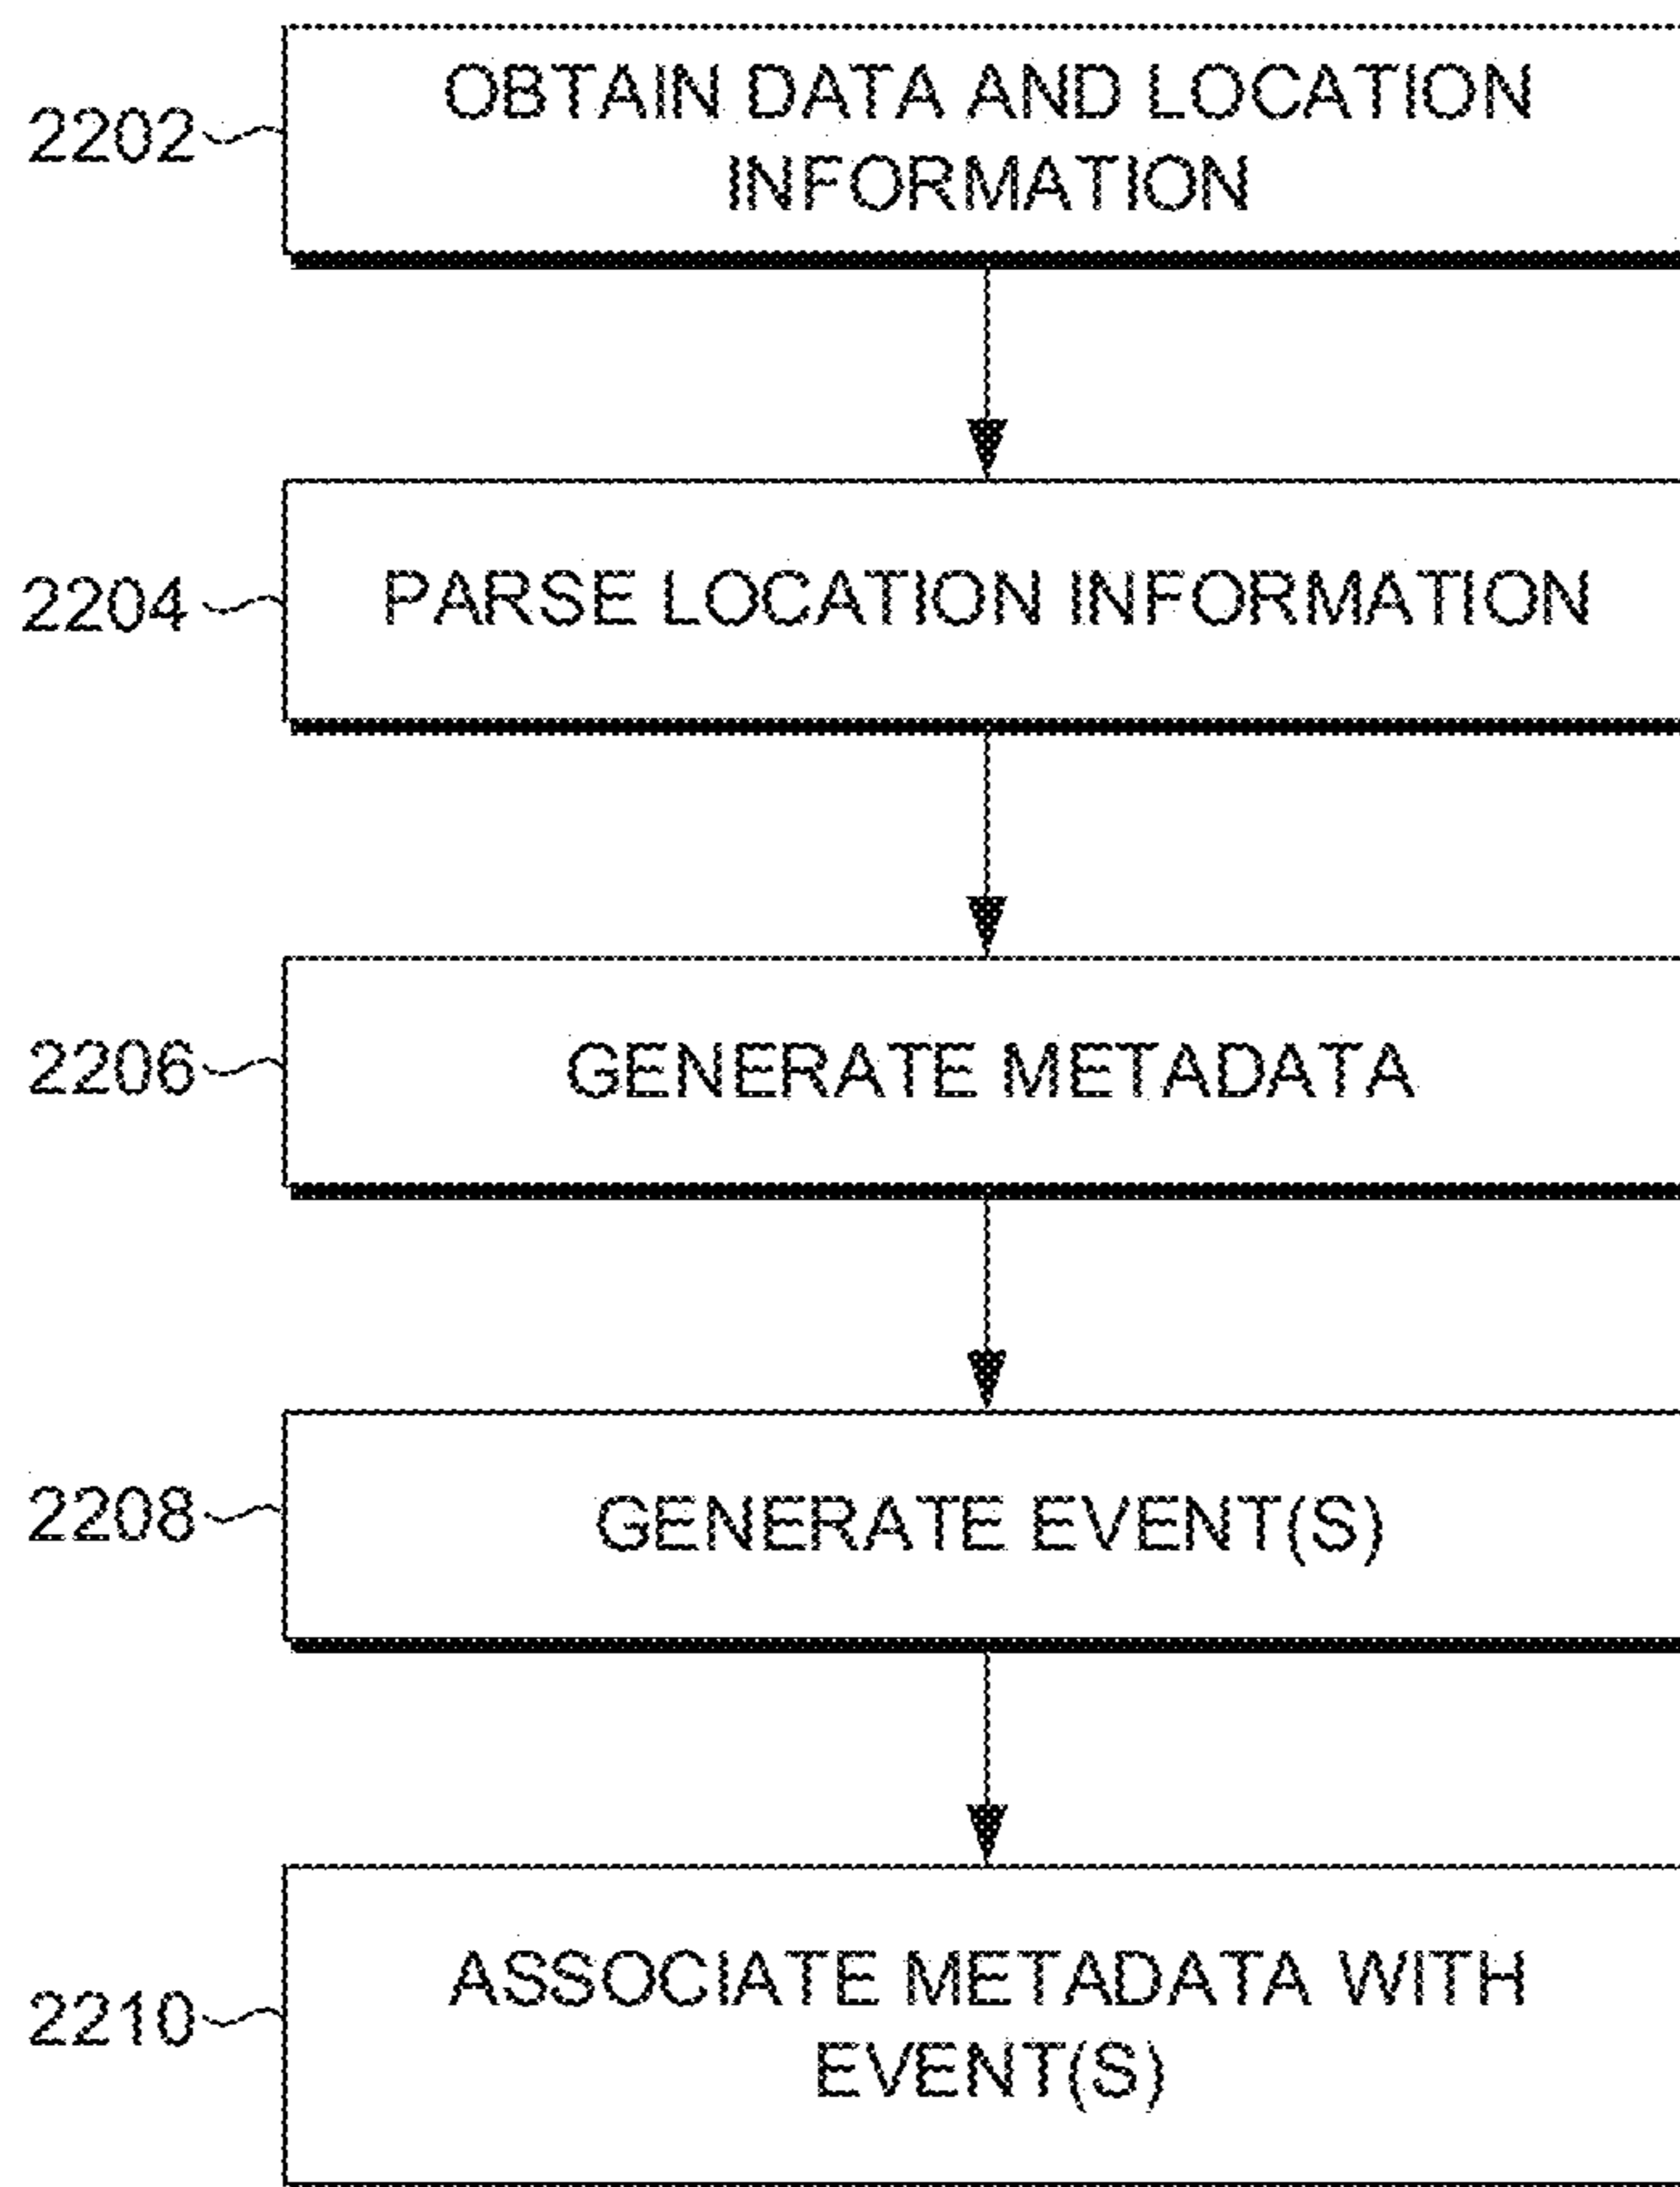 2202
OBTAIN DATA AND LOCATION
INFORMATION
2204
PARSE LOCATION INFORMATION
2206
GENERATE METADATA
2208
GENERATE EVENT(S)
2210
ASSOCIATE METADATA WITH
EVENT(S)